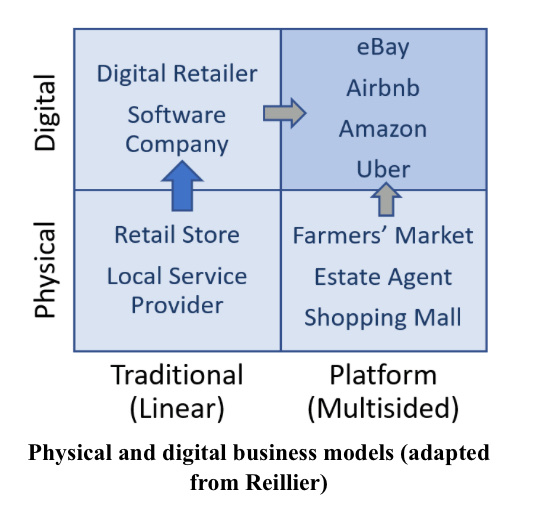 Digital
Digital Retailer
Software
Company
eBay
Airbnb
Amazon
Uber
Physical
Retail Store
Local Service
Provider
Farmers’ Market
Estate Agent
Shopping Mall
Traditional
(Linear)
Platform
(Multisided)
Physical and digital business models (adapted
from Reillier)